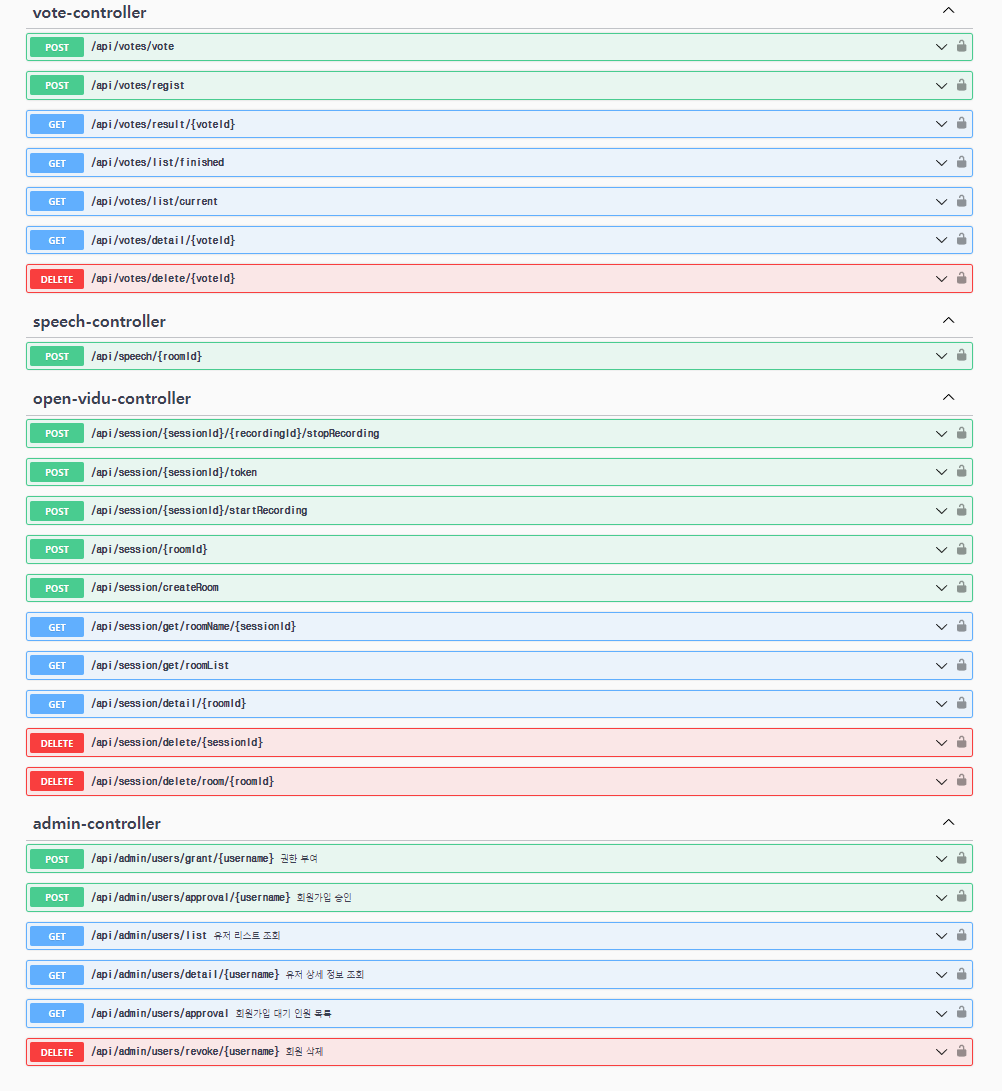 vote-controller
POST /api/votes/vote
POST /api/votes/regist
GET /api/votes/result/{voteId}
GET /api/votes/list/finished
GET /api/votes/list/current
GET /api/votes/detail/{voteId}
DELETE /api/votes/delete/{voteId}
speech-controller
POST /api/speech/{roomId}
open-vidu-controller
POST /api/session/{sessionId}/{recordingId}/stopRecording
POST /api/session/{sessionId}/token
POST /api/session/{sessionId}/startRecording
POST /api/session/{roomId}
POST /api/session/createRoom
GET /api/session/get/roomName/{sessionId}
GET /api/session/get/roomList
GET /api/session/detail/{roomId}
DELETE /api/session/delete/{sessionId}
DELETE /api/session/delete/room/{roomId}
admin-controller
POST /api/admin/users/grant/{username} 권한 부여
POST /api/admin/users/approval/{username} 회원가입 승인
GET /api/admin/users/list 유저 리스트 조회
GET /api/admin/users/detail/{username} 유저 상세 정보 조회
GET /api/admin/users/approval 회원가입 대기 인원 목록
DELETE /api/admin/users/revoke/{username} 회원 삭제